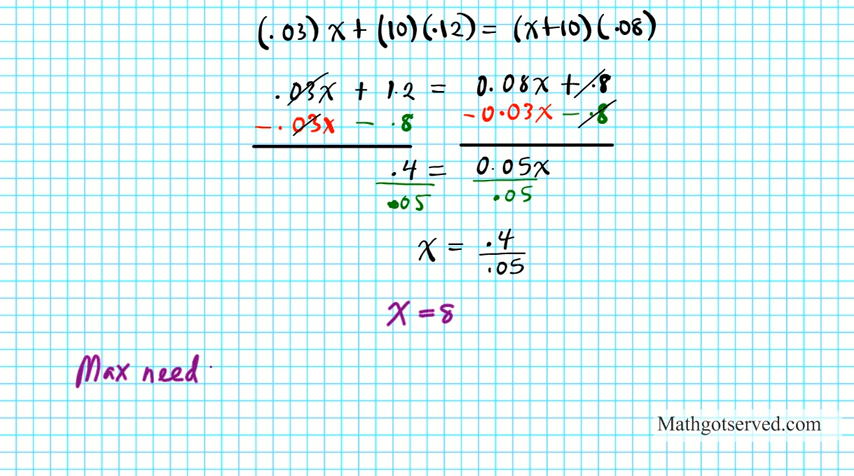 (.03) x + (10)(.12) = (x+10)(.08)
.03x + 1.2 = 0.08x + .8
-.03x - .8 -0.03x - .8
.4 = 0.05x
.05 .05
x = .4
.05
x = 8
Max need
Mathgotserved.com